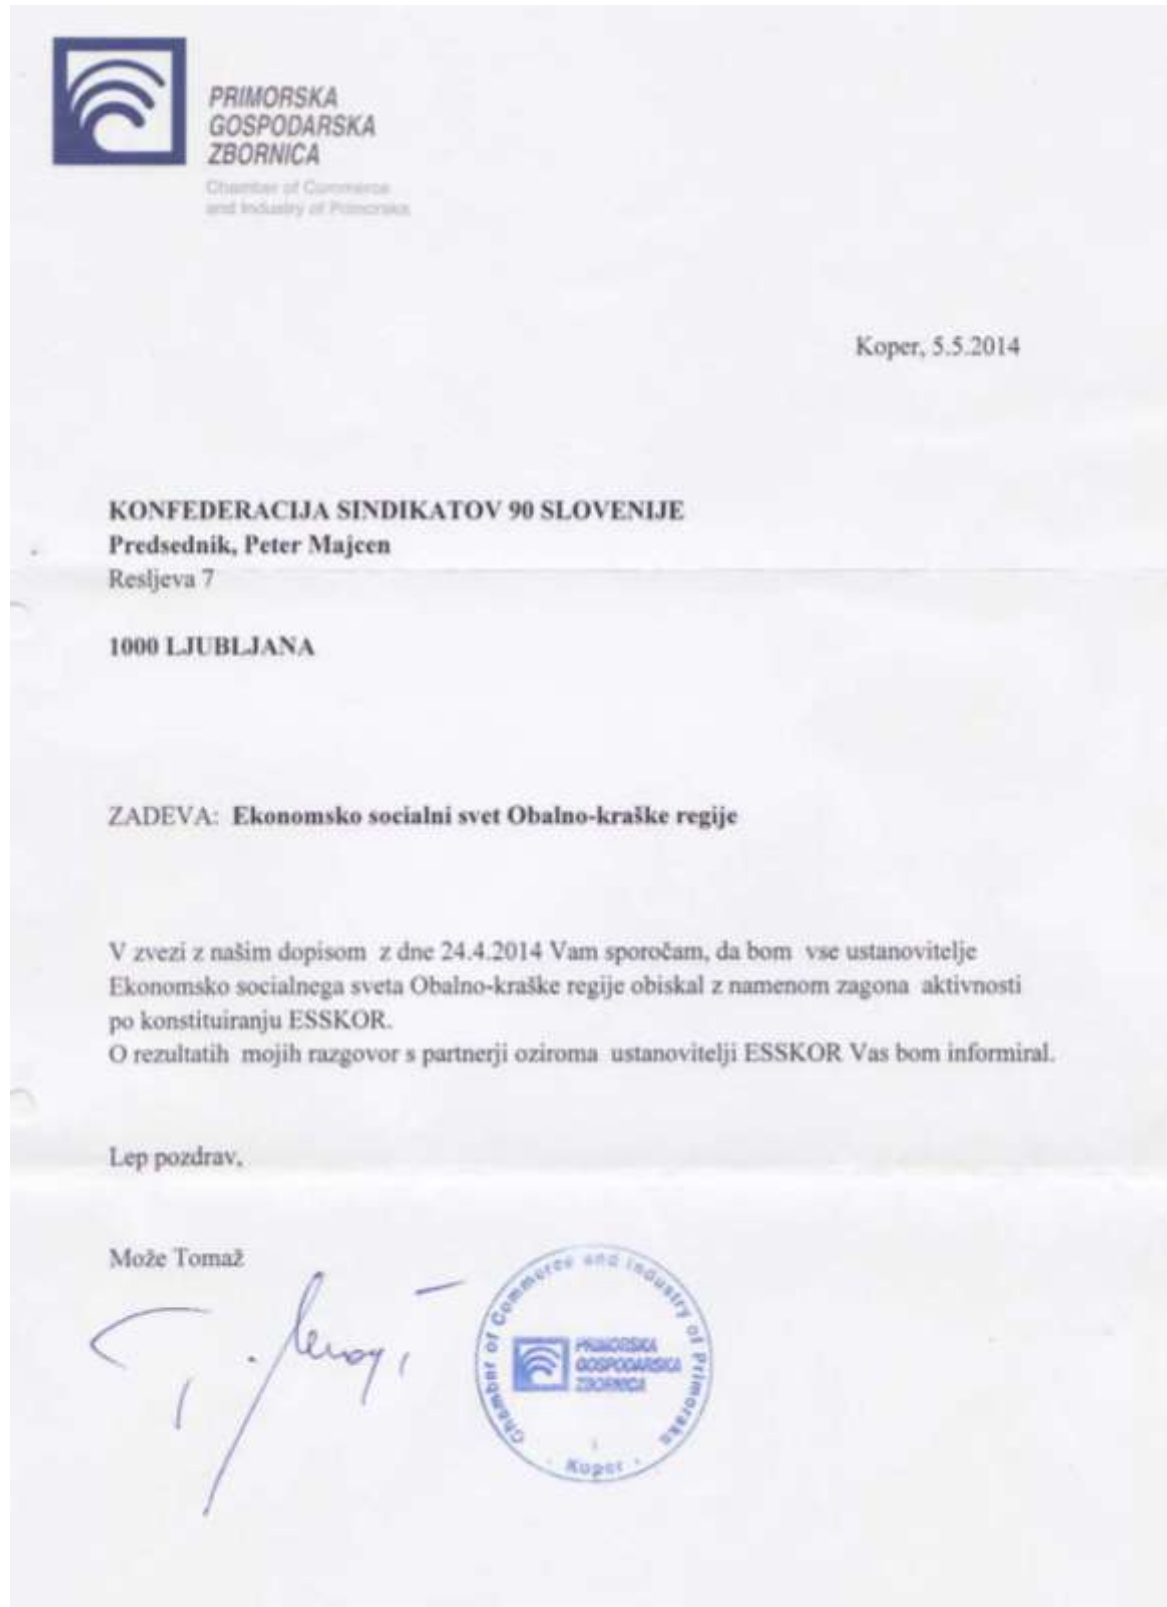 PRIMORSKA
GOSPODARSKA
ZBORNICA
Chamber of Commerce
and Industry of Primorska
Koper, 5.5.2014
KONFEDERACIJA SINDIKATOV 90 SLOVENIJE
Predsednik, Peter Majcen
Resljeva 7
1000 LJUBLJANA
ZADEVA: Ekonomsko socialni svet Obalno-kraške regije
V zvezi z našim dopisom z dne 24.4.2014 Vam sporočam, da bom vse ustanovitelje
Ekonomsko socialnega sveta Obalno-kraške regije obiskal z namenom zagona aktivnosti
po konstituiranju ESSKOR.
O rezultatih mojih razgovor s partnerji oziroma ustanovitelji ESSKOR Vas bom informiral.
Lep pozdrav,
Može Tomaž
Chamber of Commerce and Industry of Primorska
PRIMORSKA
GOSPODARSKA
ZBORNICA
1
· Koper ·